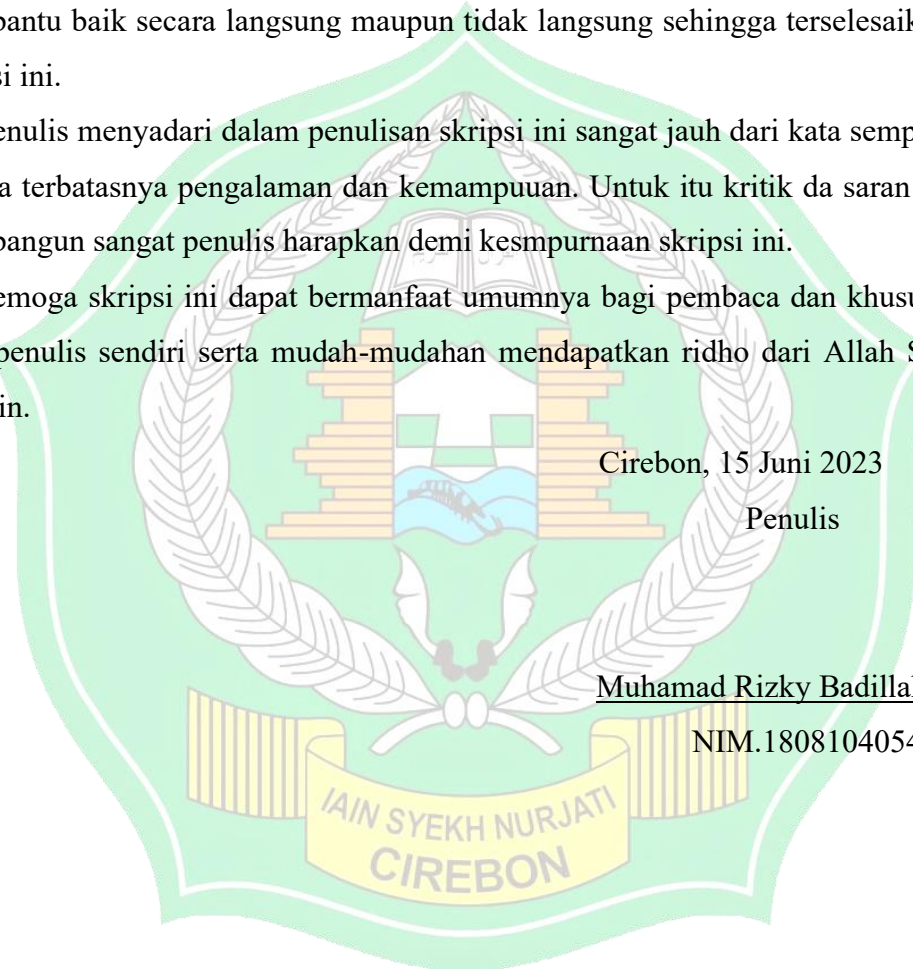 bantu baik secara langsung maupun tidak langsung sehingga terselesaik
si ini.
enulis menyadari dalam penulisan skripsi ini sangat jauh dari kata semp
a terbatasnya pengalaman dan kemampuuan. Untuk itu kritik da saran
bangun sangat penulis harapkan demi kesmpurnaan skripsi ini.
emoga skripsi ini dapat bermanfaat umumnya bagi pembaca dan khusu
penulis sendiri serta mudah-mudahan mendapatkan ridho dari Allah S
in.
Cirebon, 15 Juni 2023
Penulis
Muhamad Rizky Badillah
NIM.1808104054
IAIN SYEKH NURJATI
CIREBON